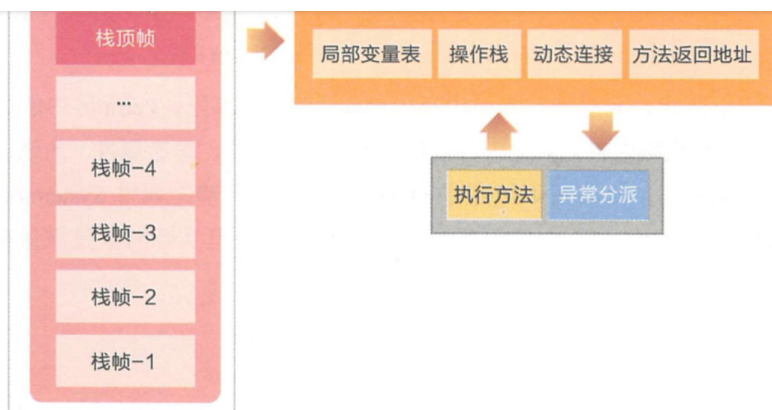 栈顶帧
...
栈帧-4
栈帧-3
栈帧-2
栈帧-1
局部变量表 操作栈 动态连接 方法返回地址
执行方法 异常分派